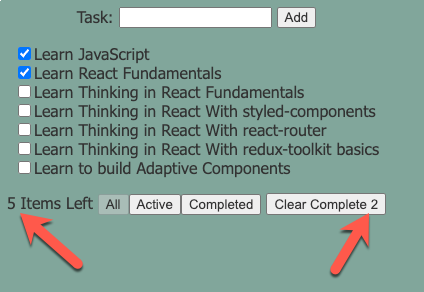 Task: Add
Learn JavaScript
Learn React Fundamentals
Learn Thinking in React Fundamentals
Learn Thinking in React With styled-components
Learn Thinking in React With react-router
Learn Thinking in React With redux-toolkit basics
Learn to build Adaptive Components
5 Items Left All Active Completed Clear Complete 2